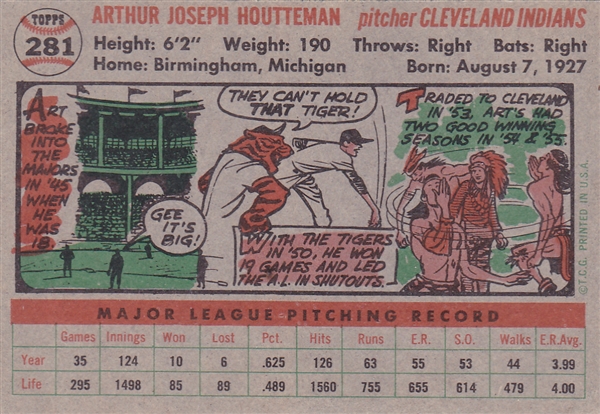 TOPPS
281
ARTHUR JOSEPH HOUTTEMAN pitcher CLEVELAND INDIANS
Height: 6'2" Weight: 190 Throws: Right Bats: Right
Home: Birmingham, Michigan Born: August 7, 1927
ART
BROKE
INTO
THE
MAJORS
IN '45
WHEN
HE
WAS
18.
GEE
IT'S
BIG!
THEY CAN'T HOLD
THAT TIGER!
WITH THE TIGERS
IN '50, HE WON
19 GAMES AND LED
THE A.L. IN SHUTOUTS.
TRADED TO CLEVELAND
IN '53, ART'S HAD
TWO GOOD WINNING
SEASONS IN '54 & '55.
©T.C.G. PRINTED IN U.S.A.
MAJOR LEAGUE PITCHING RECORD
Games Innings Won Lost Pct. Hits Runs E.R. S.O. Walks E.R.Avg.
Year 35 124 10 6 .625 126 63 55 53 44 3.99
Life 295 1498 85 89 .489 1560 755 655 614 479 4.00